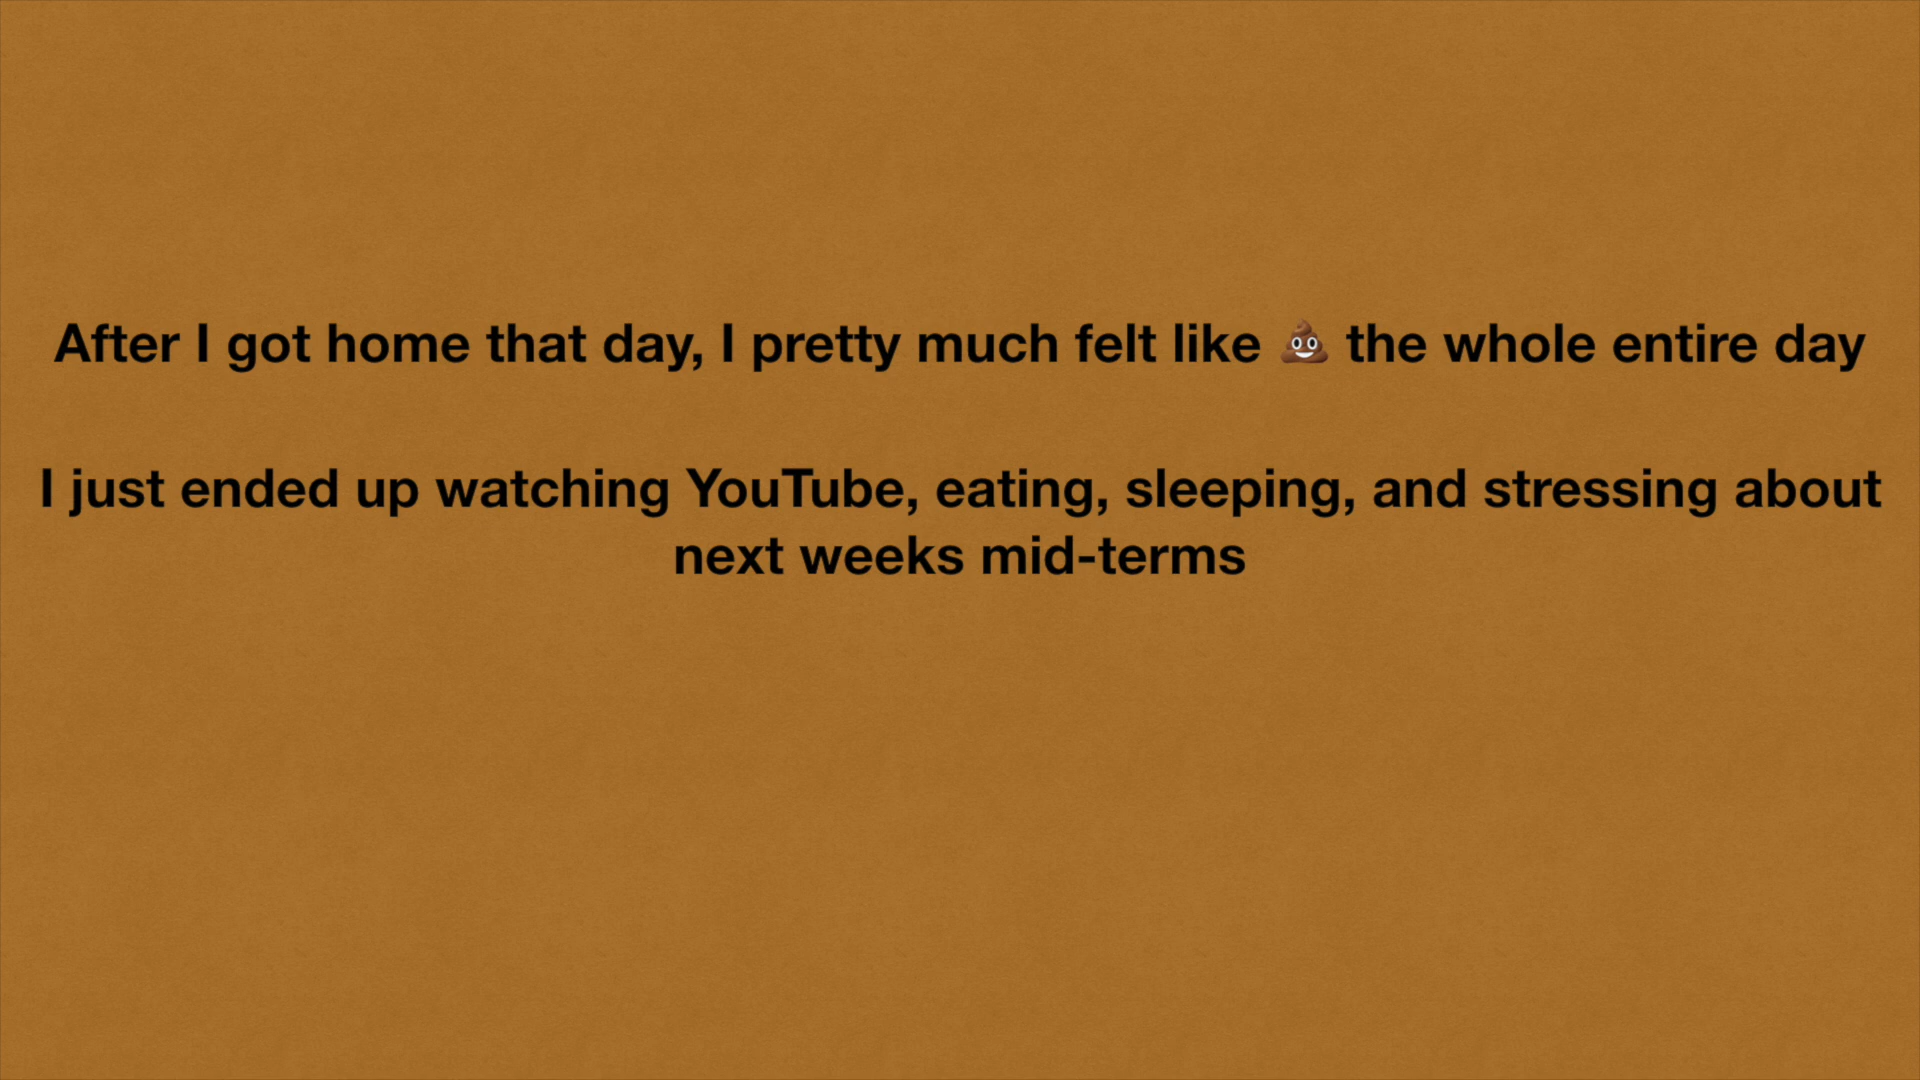 After I got home that day, I pretty much felt like 💩 the whole entire day
I just ended up watching YouTube, eating, sleeping, and stressing about
next weeks mid-terms